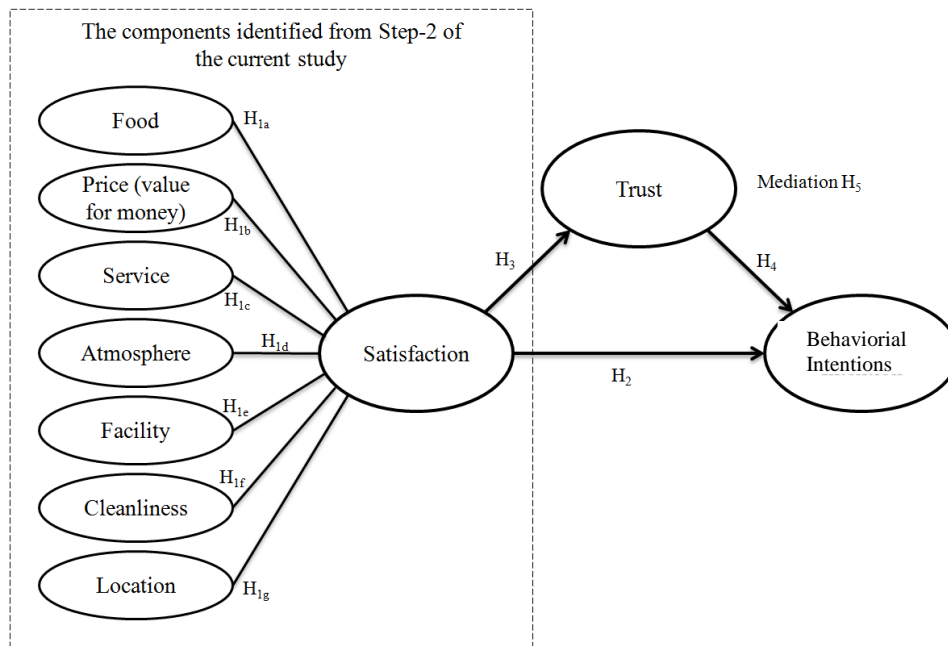 The components identified from Step-2 of
the current study
Food
H1a
Price (value
for money)
H1b
Service
H1c
Atmosphere
H1d
Facility
H1e
Cleanliness
H1f
Location
H1g
Satisfaction
Trust
Mediation H5
H3
H4
H2
Behaviorial
Intentions